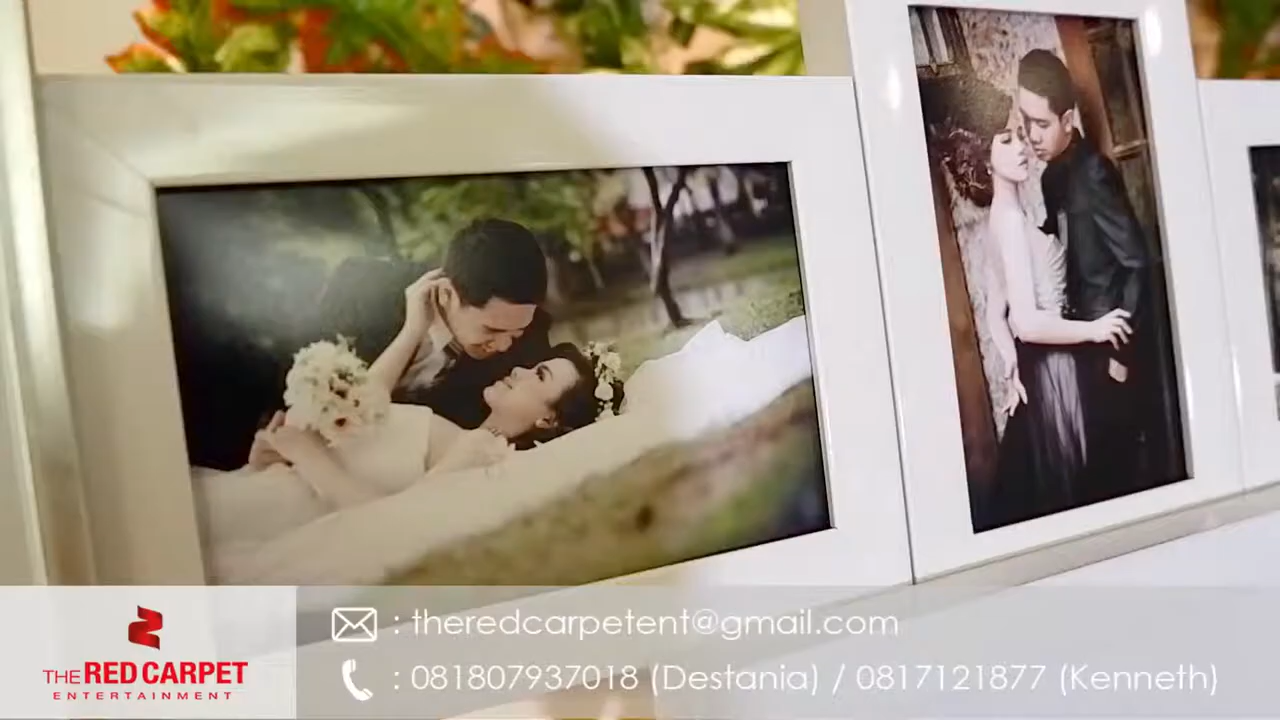 : theredcarpetent@gmail.com
: 081807937018 (Destania) / 0817121877 (Kenneth)
THE RED CARPET
ENTERTAINMENT